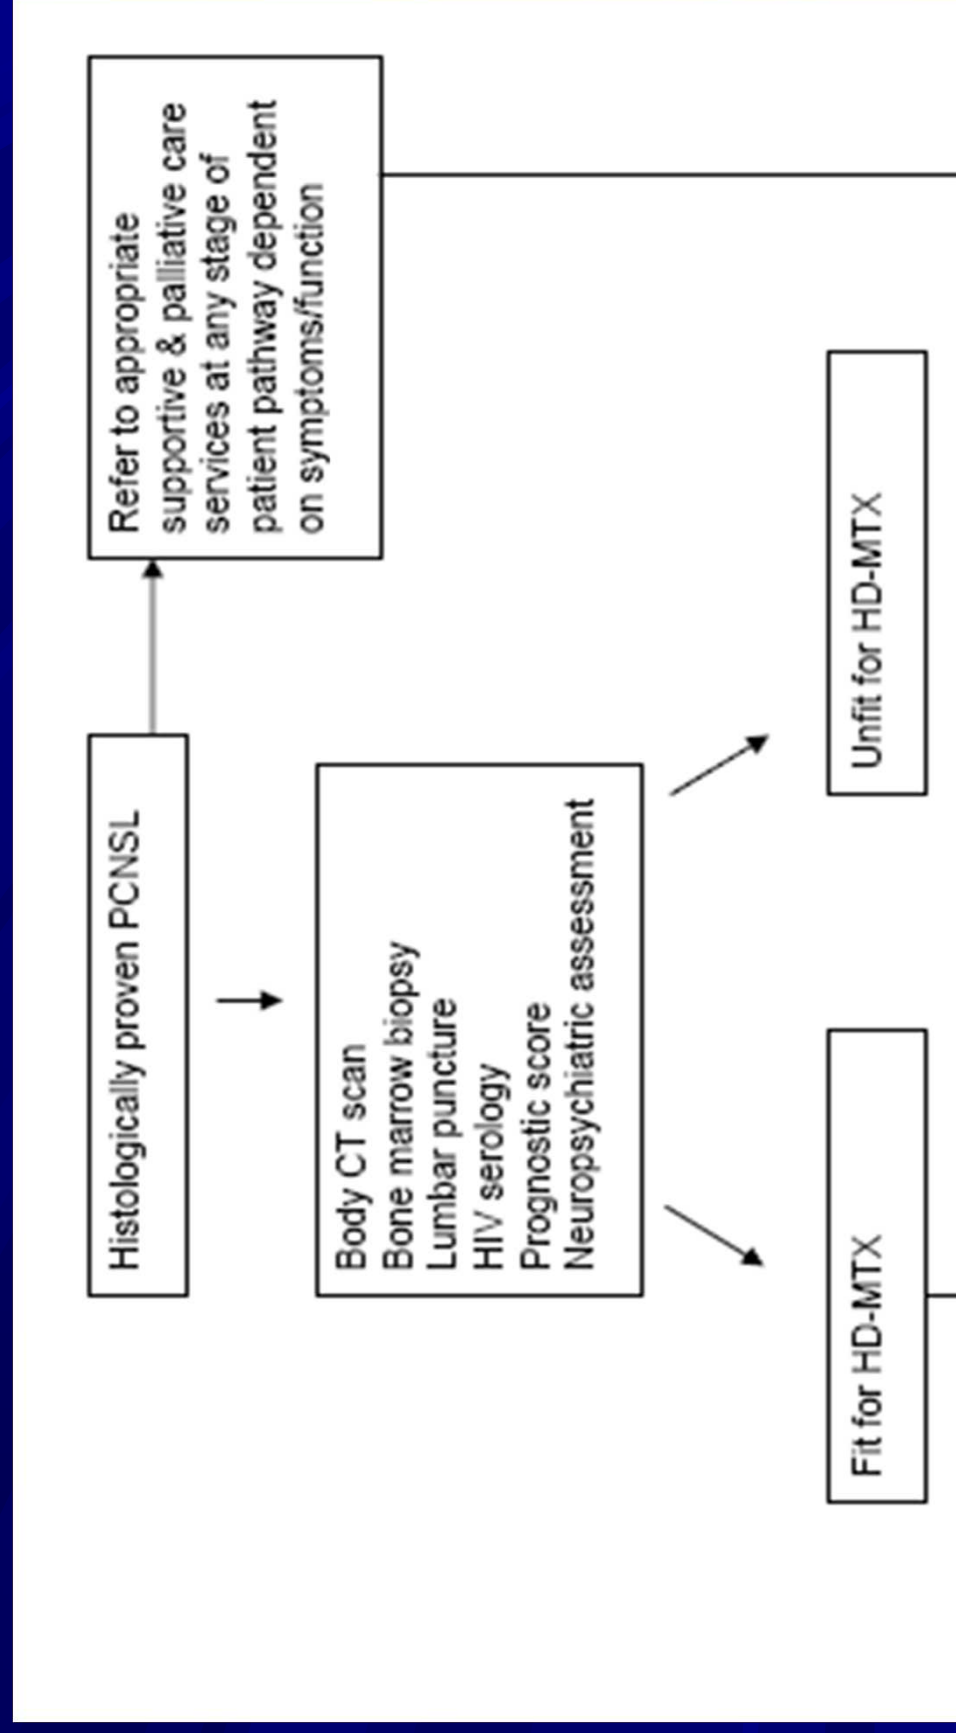 Histologically proven PCNSL
Refer to appropriate
supportive & palliative care
services at any stage of
patient pathway dependent
on symptoms/function
Body CT scan
Bone marrow biopsy
Lumbar puncture
HIV serology
Prognostic score
Neuropsychiatric assessment
Fit for HD-MTX
Unfit for HD-MTX